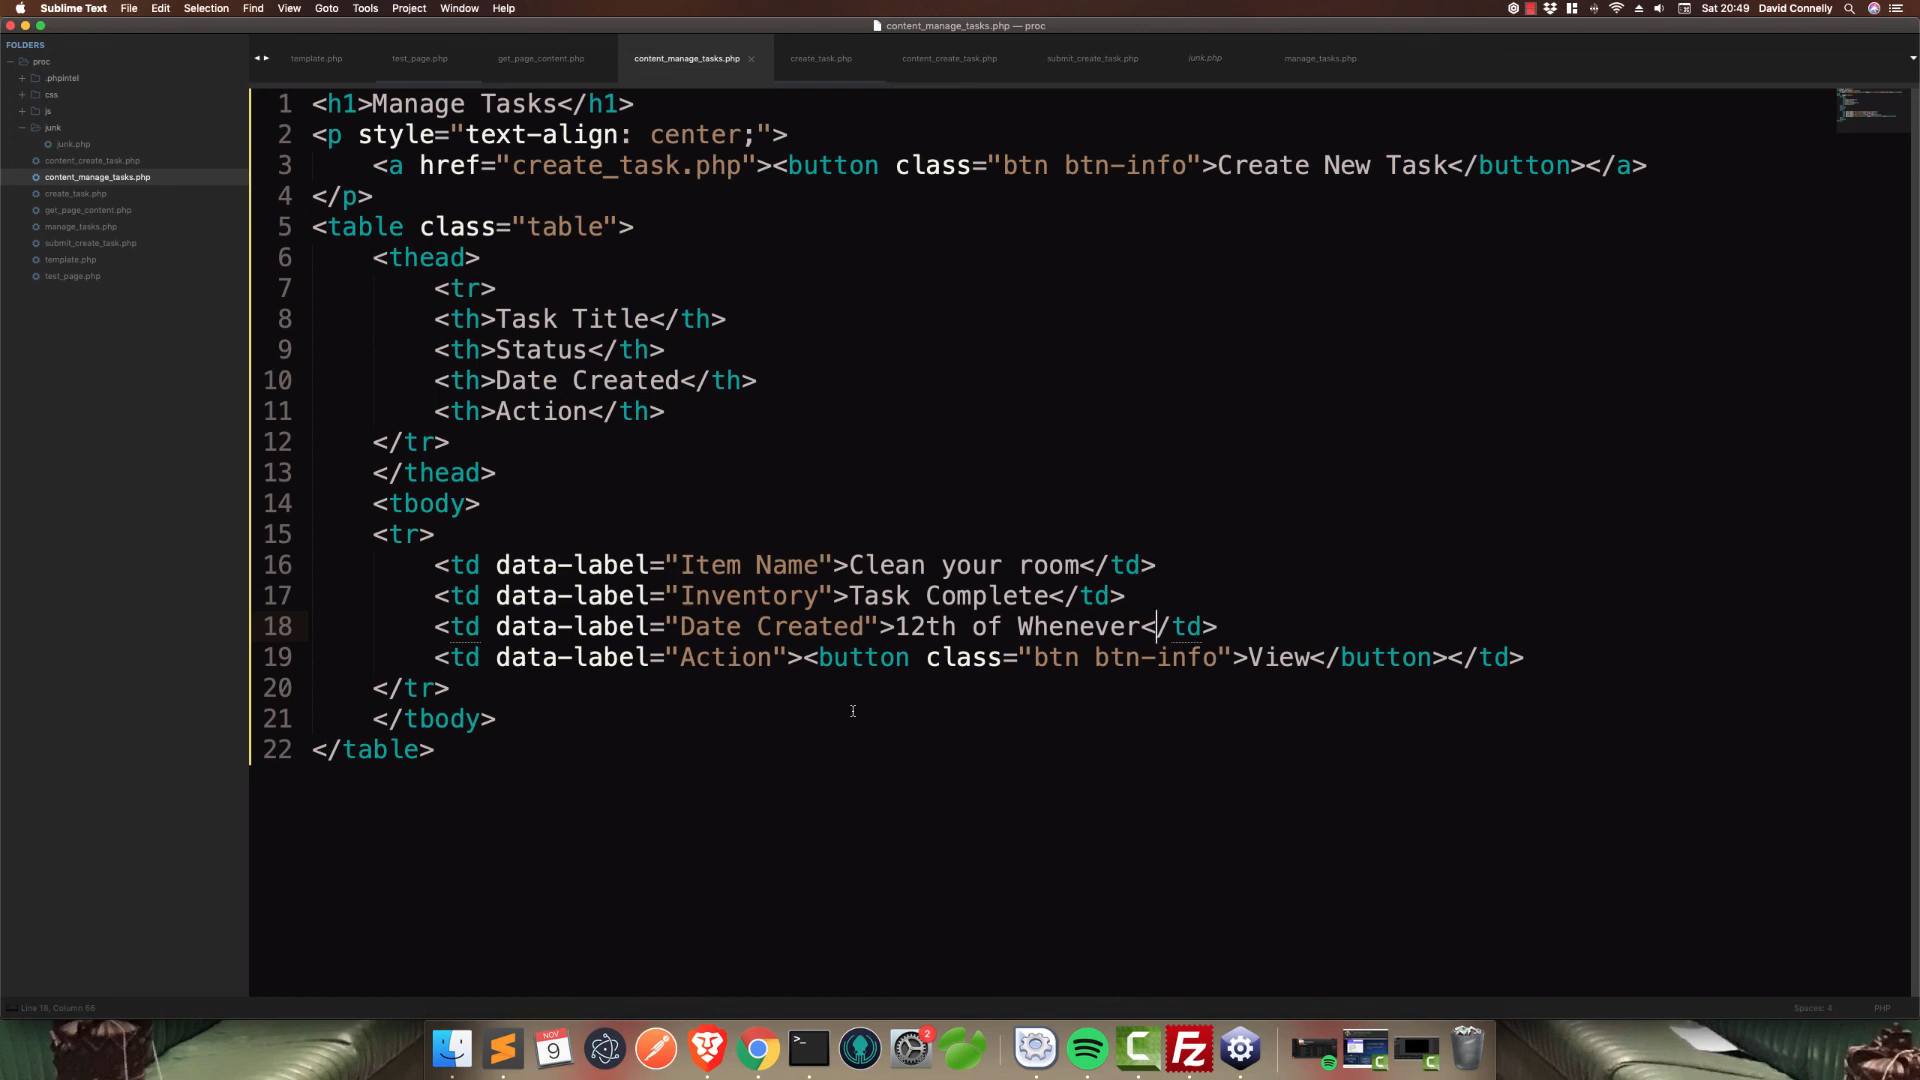 Sublime Text File Edit Selection Find View Goto Tools Project Window Help
Sat 20:49 David Connelly
content_manage_tasks.php — proc
FOLDERS
proc
.phpintel
css
js
junk
junk.php
content_create_task.php
content_manage_tasks.php
create_task.php
get_page_content.php
manage_tasks.php
submit_create_task.php
template.php
test_page.php
template.php test_page.php get_page_content.php content_manage_tasks.php create_task.php content_create_task.php submit_create_task.php junk.php manage_tasks.php
1 <h1>Manage Tasks</h1>
2 <p style="text-align: center;">
3 <a href="create_task.php"><button class="btn btn-info">Create New Task</button></a>
4 </p>
5 <table class="table">
6 <thead>
7 <tr>
8 <th>Task Title</th>
9 <th>Status</th>
10 <th>Date Created</th>
11 <th>Action</th>
12 </tr>
13 </thead>
14 <tbody>
15 <tr>
16 <td data-label="Item Name">Clean your room</td>
17 <td data-label="Inventory">Task Complete</td>
18 <td data-label="Date Created">12th of Whenever</td>
19 <td data-label="Action"><button class="btn btn-info">View</button></td>
20 </tr>
21 </tbody>
22 </table>
Line 18, Column 56
Spaces: 4 PHP
NOV
9
2